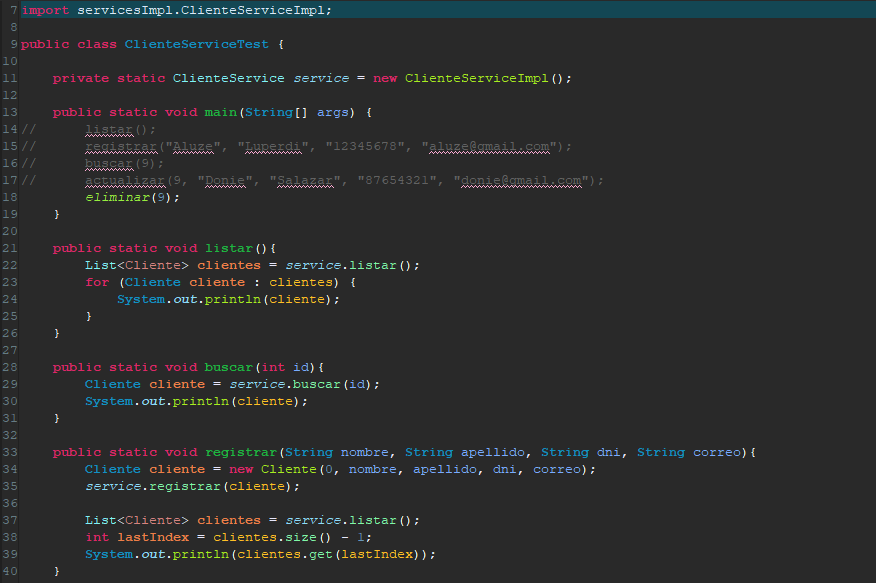 7 import servicesImpl.ClienteServiceImpl;
8
9 public class ClienteServiceTest {
10
11     private static ClienteService service = new ClienteServiceImpl();
12
13     public static void main(String[] args) {
14 //      listar();
15 //      registrar("Aluze", "Luperdi", "12345678", "aluze@gmail.com");
16 //      buscar(9);
17 //      actualizar(9, "Donie", "Salazar", "87654321", "donie@gmail.com");
18         eliminar(9);
19     }
20
21     public static void listar(){
22         List<Cliente> clientes = service.listar();
23         for (Cliente cliente : clientes) {
24             System.out.println(cliente);
25         }
26     }
27
28     public static void buscar(int id){
29         Cliente cliente = service.buscar(id);
30         System.out.println(cliente);
31     }
32
33     public static void registrar(String nombre, String apellido, String dni, String correo){
34         Cliente cliente = new Cliente(0, nombre, apellido, dni, correo);
35         service.registrar(cliente);
36
37         List<Cliente> clientes = service.listar();
38         int lastIndex = clientes.size() - 1;
39         System.out.println(clientes.get(lastIndex));
40     }